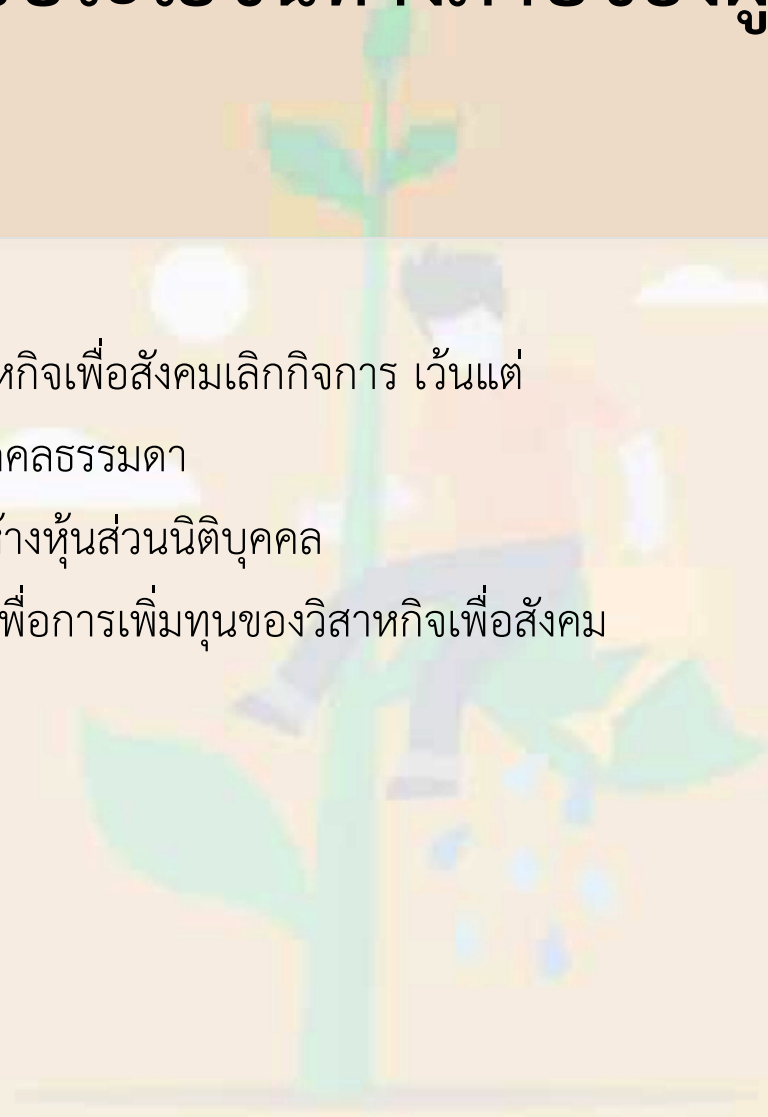 หกิจเพื่อสังคมเลิกกิจการ เว้นแต่
คลธรรมดา
างหุ้นส่วนนิติบุคคล
พื่อการเพิ่มทุนของวิสาหกิจเพื่อสังคม